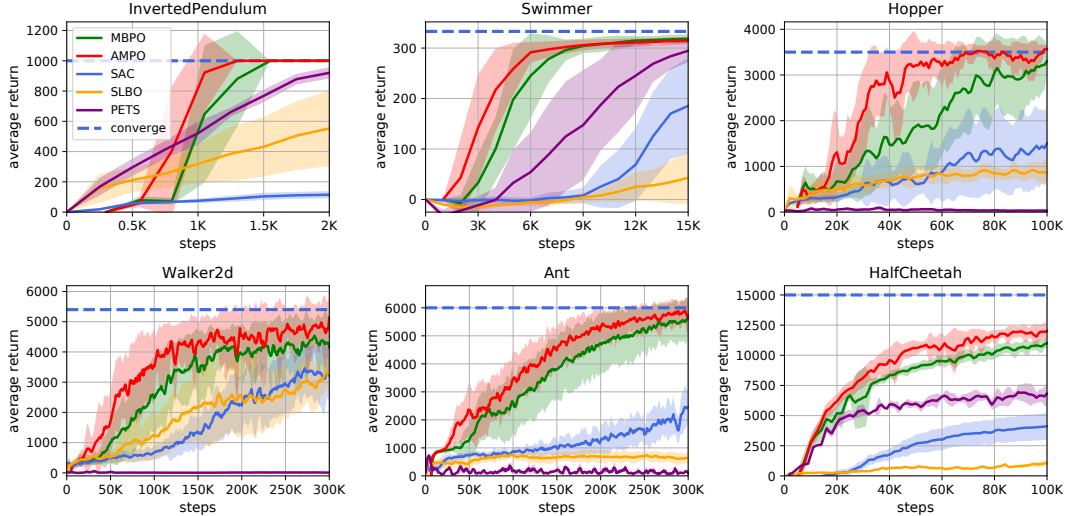 InvertedPendulum
average return
1200
1000
800
600
400
200
0
MBPO
AMPO
SAC
SLBO
PETS
converge
0 0.5K 1K 1.5K 2K
steps
Swimmer
average return
300
200
100
0
3K 6K 9K 12K 15K
steps
Hopper
average return
4000
3000
2000
1000
0
0 20K 40K 60K 80K 100K
steps
Walker2d
average return
6000
5000
4000
3000
2000
1000
0
0 50K 100K 150K 200K 250K 300K
steps
Ant
average return
6000
5000
4000
3000
2000
1000
0
0 50K 100K 150K 200K 250K 300K
steps
HalfCheetah
average return
15000
12500
10000
7500
5000
2500
0
0 20K 40K 60K 80K 100K
steps